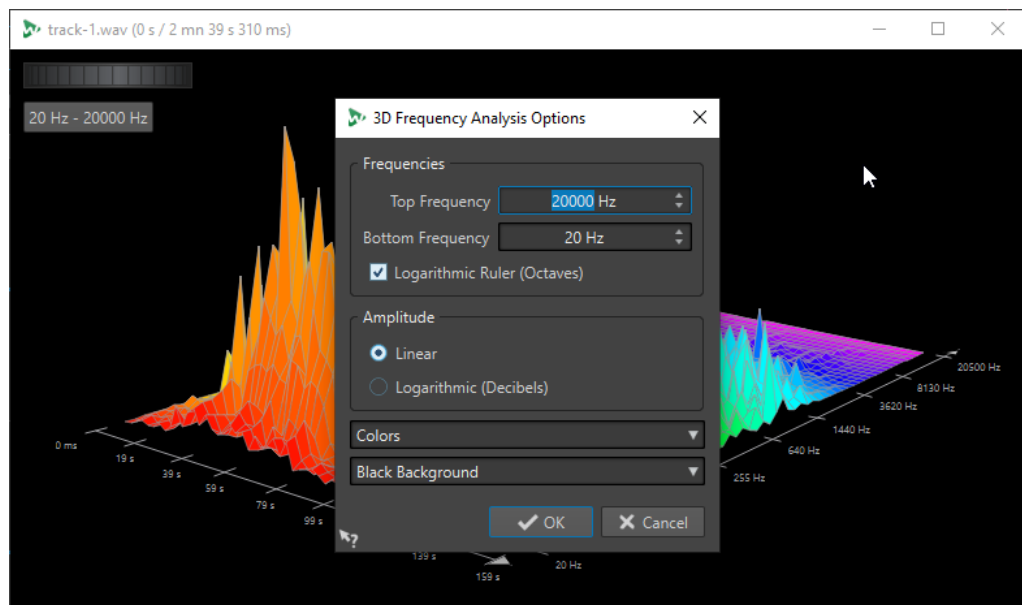 track-1.wav (0 s / 2 mn 39 s 310 ms)
20 Hz - 20000 Hz
3D Frequency Analysis Options
Frequencies
Top Frequency 20000 Hz
Bottom Frequency 20 Hz
Logarithmic Ruler (Octaves)
Amplitude
Linear
Logarithmic (Decibels)
Colors
Black Background
OK Cancel
0 ms
19 s
39 s
59 s
79 s
99 s
139 s
159 s
20 Hz
255 Hz
640 Hz
1440 Hz
3620 Hz
8130 Hz
20500 Hz